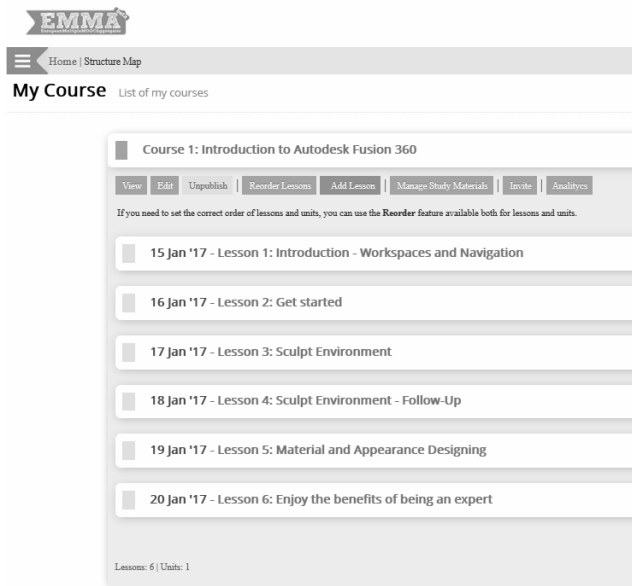 EMMA
Home | Structure Map
My Course List of my courses
Course 1: Introduction to Autodesk Fusion 360
View Edit Unpublish | Reorder Lessons Add Lesson | Manage Study Materials | Invite | Analitycs
If you need to set the correct order of lessons and units, you can use the Reorder feature available both for lessons and units.
15 Jan '17 - Lesson 1: Introduction - Workspaces and Navigation
16 Jan '17 - Lesson 2: Get started
17 Jan '17 - Lesson 3: Sculpt Environment
18 Jan '17 - Lesson 4: Sculpt Environment - Follow-Up
19 Jan '17 - Lesson 5: Material and Appearance Designing
20 Jan '17 - Lesson 6: Enjoy the benefits of being an expert
Lessons: 6 | Units: 1